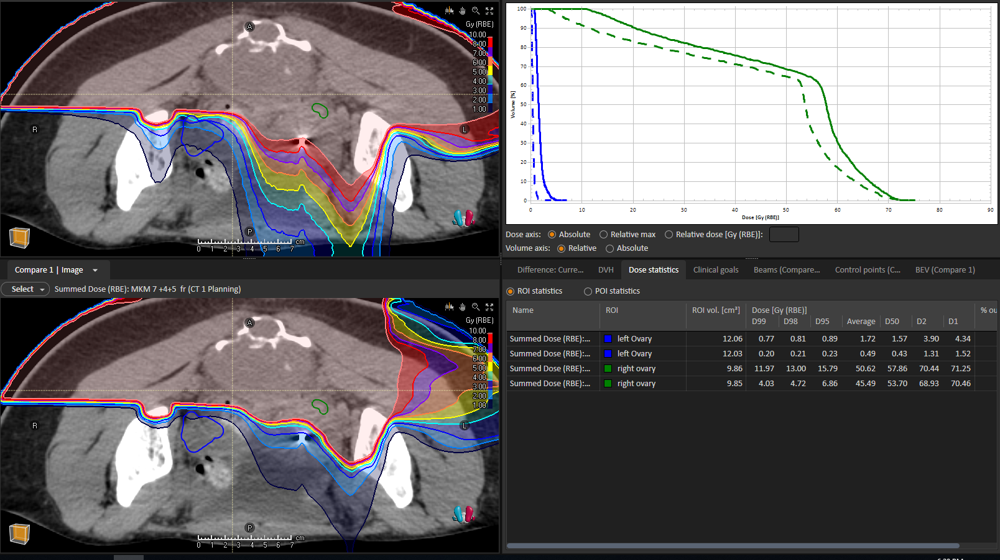 A
Gy (RBE)
10.00
8.00
7.00
6.00
5.00
4.00
3.00
2.00
1.00
R
L
P
cm
0 1 2 3 4 5 6 7
Compare 1 | Image
Select
Summed Dose (RBE): MKM 7 +4+5 fr (CT 1 Planning)
A
Gy (RBE)
10.00
8.00
7.00
6.00
5.00
4.00
3.00
2.00
1.00
R
L
P
cm
0 1 2 3 4 5 6 7
100
90
80
70
60
50
40
30
20
10
0
Volume [%]
0 10 20 30 40 50 60 70 80 90
Dose [Gy (RBE)]
Dose axis: Absolute Relative max Relative dose [Gy (RBE)]:
Volume axis: Relative Absolute
Difference: Curre... DVH Dose statistics Clinical goals Beams (Compare... Control points (C... BEV (Compare 1)
ROI statistics POI statistics
Name ROI ROI vol. [cm³] Dose [Gy (RBE)] % ou
D99 D98 D95 Average D50 D2 D1
Summed Dose (RBE):... left Ovary 12.06 0.77 0.81 0.89 1.72 1.57 3.90 4.34
Summed Dose (RBE):... left Ovary 12.03 0.20 0.21 0.23 0.49 0.43 1.31 1.52
Summed Dose (RBE):... right ovary 9.86 11.97 13.00 15.79 50.62 57.86 70.44 71.25
Summed Dose (RBE):... right ovary 9.85 4.03 4.72 6.86 45.49 53.70 68.93 70.46